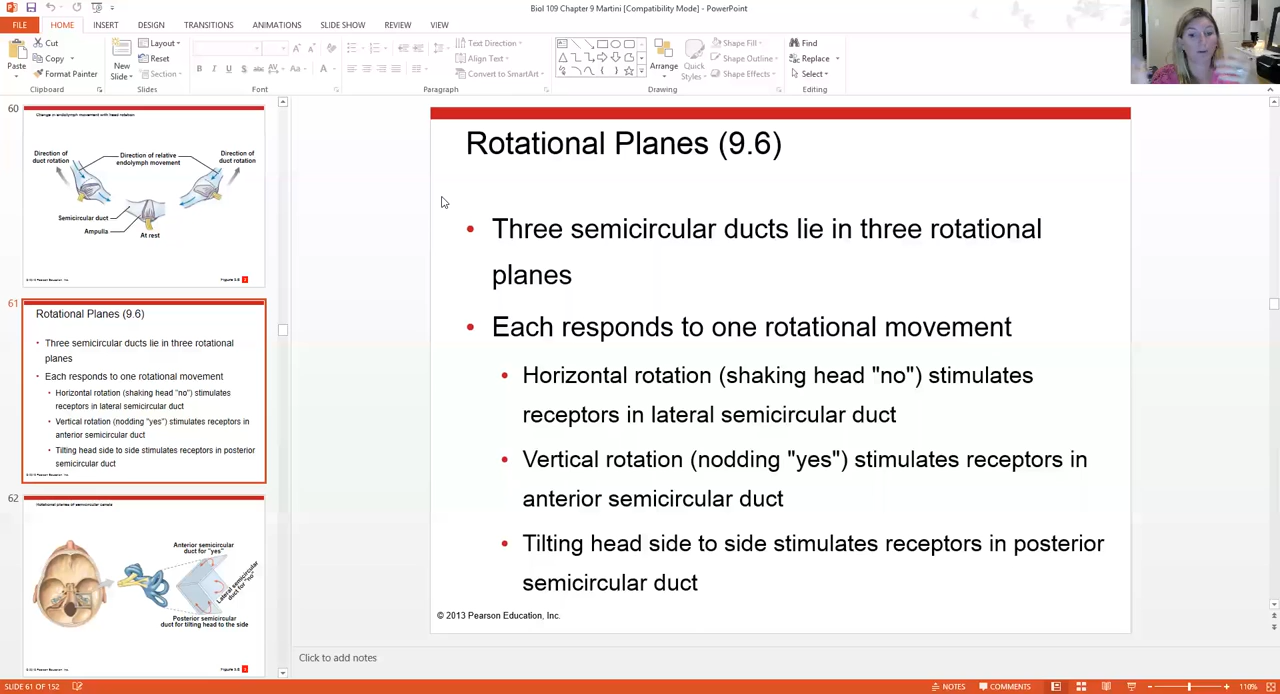 Biol 109 Chapter 9 Martini [Compatibility Mode] - PowerPoint
FILE HOME INSERT DESIGN TRANSITIONS ANIMATIONS SLIDE SHOW REVIEW VIEW
Paste
Cut
Copy
Format Painter
Clipboard
New
Slide
Layout
Reset
Section
Slides
B I U S abc AV Aa A
Font
Text Direction
Align Text
Convert to SmartArt
Paragraph
Arrange
Quick
Styles
Shape Fill
Shape Outline
Shape Effects
Drawing
Find
Replace
Select
Editing
60
Change in endolymph movement with head rotation
Direction of
duct rotation
Direction of relative
endolymph movement
Direction of
duct rotation
Semicircular duct
Ampulla
At rest
61
Rotational Planes (9.6)
• Three semicircular ducts lie in three rotational
planes
• Each responds to one rotational movement
• Horizontal rotation (shaking head "no") stimulates
receptors in lateral semicircular duct
• Vertical rotation (nodding "yes") stimulates receptors in
anterior semicircular duct
• Tilting head side to side stimulates receptors in posterior
semicircular duct
62
Rotational planes of semicircular canals
Anterior semicircular
duct for "yes"
Lateral semicircular
duct for "no"
Posterior semicircular
duct for tilting head to the side
Rotational Planes (9.6)
• Three semicircular ducts lie in three rotational
planes
• Each responds to one rotational movement
• Horizontal rotation (shaking head "no") stimulates
receptors in lateral semicircular duct
• Vertical rotation (nodding "yes") stimulates receptors in
anterior semicircular duct
• Tilting head side to side stimulates receptors in posterior
semicircular duct
© 2013 Pearson Education, Inc.
Click to add notes
SLIDE 61 OF 152
NOTES COMMENTS 110%